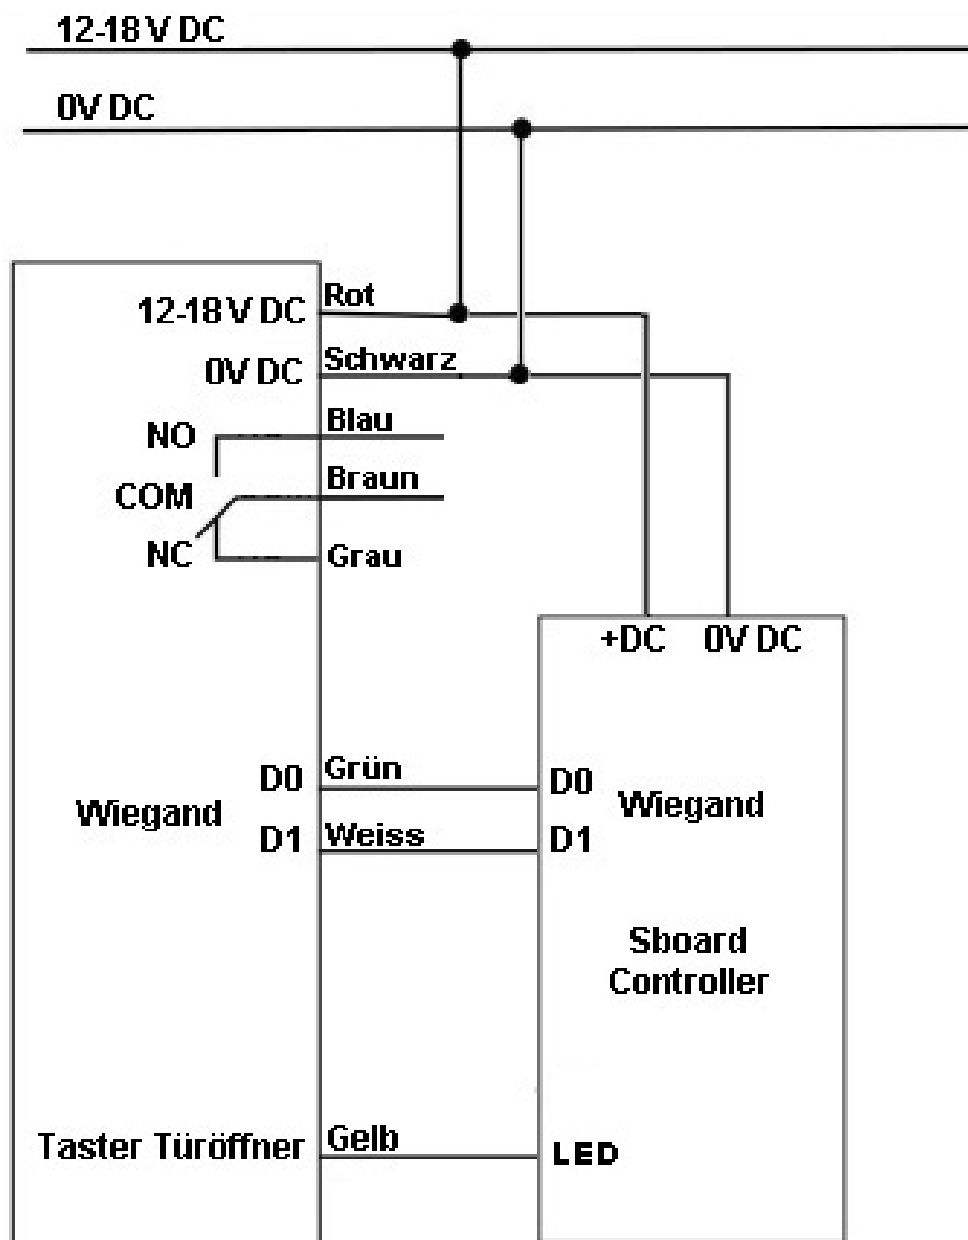 12-18 V DC
0V DC
12-18 V DC
Rot
0V DC
Schwarz
NO
Blau
COM
Braun
NC
Grau
+DC
0V DC
D0
Grün
D0
Wiegand
Wiegand
D1
Weiss
D1
Sboard
Controller
Taster Türöffner
Gelb
LED